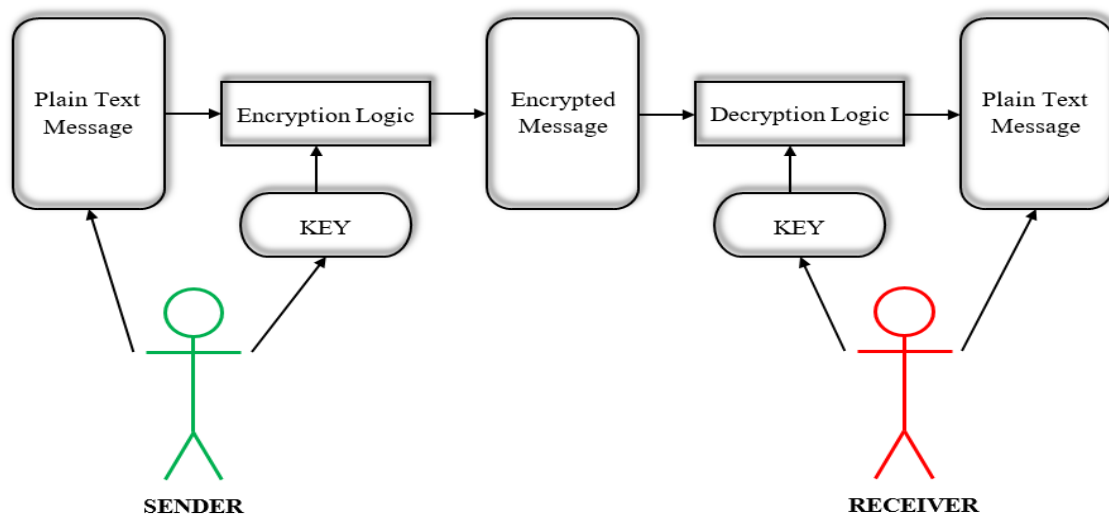 Plain Text
Message
Encryption Logic
Encrypted
Message
Decryption Logic
Plain Text
Message
KEY
KEY
SENDER
RECEIVER